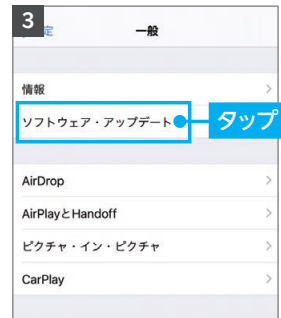 3
定
一般
情報
ソフトウェア・アップデート
タップ
AirDrop
AirPlayとHandoff
ピクチャ・イン・ピクチャ
CarPlay